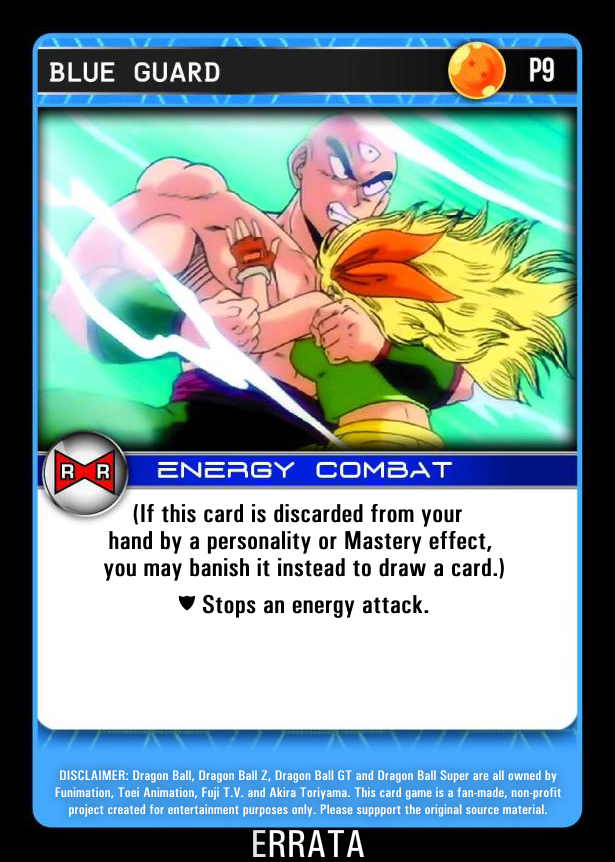 BLUE GUARD P9
R R ENERGY COMBAT
(If this card is discarded from your
hand by a personality or Mastery effect,
you may banish it instead to draw a card.)
Stops an energy attack.
DISCLAIMER: Dragon Ball, Dragon Ball Z, Dragon Ball GT and Dragon Ball Super are all owned by
Funimation, Toei Animation, Fuji T.V. and Akira Toriyama. This card game is a fan-made, non-profit
project created for entertainment purposes only. Please suppport the original source material.
ERRATA